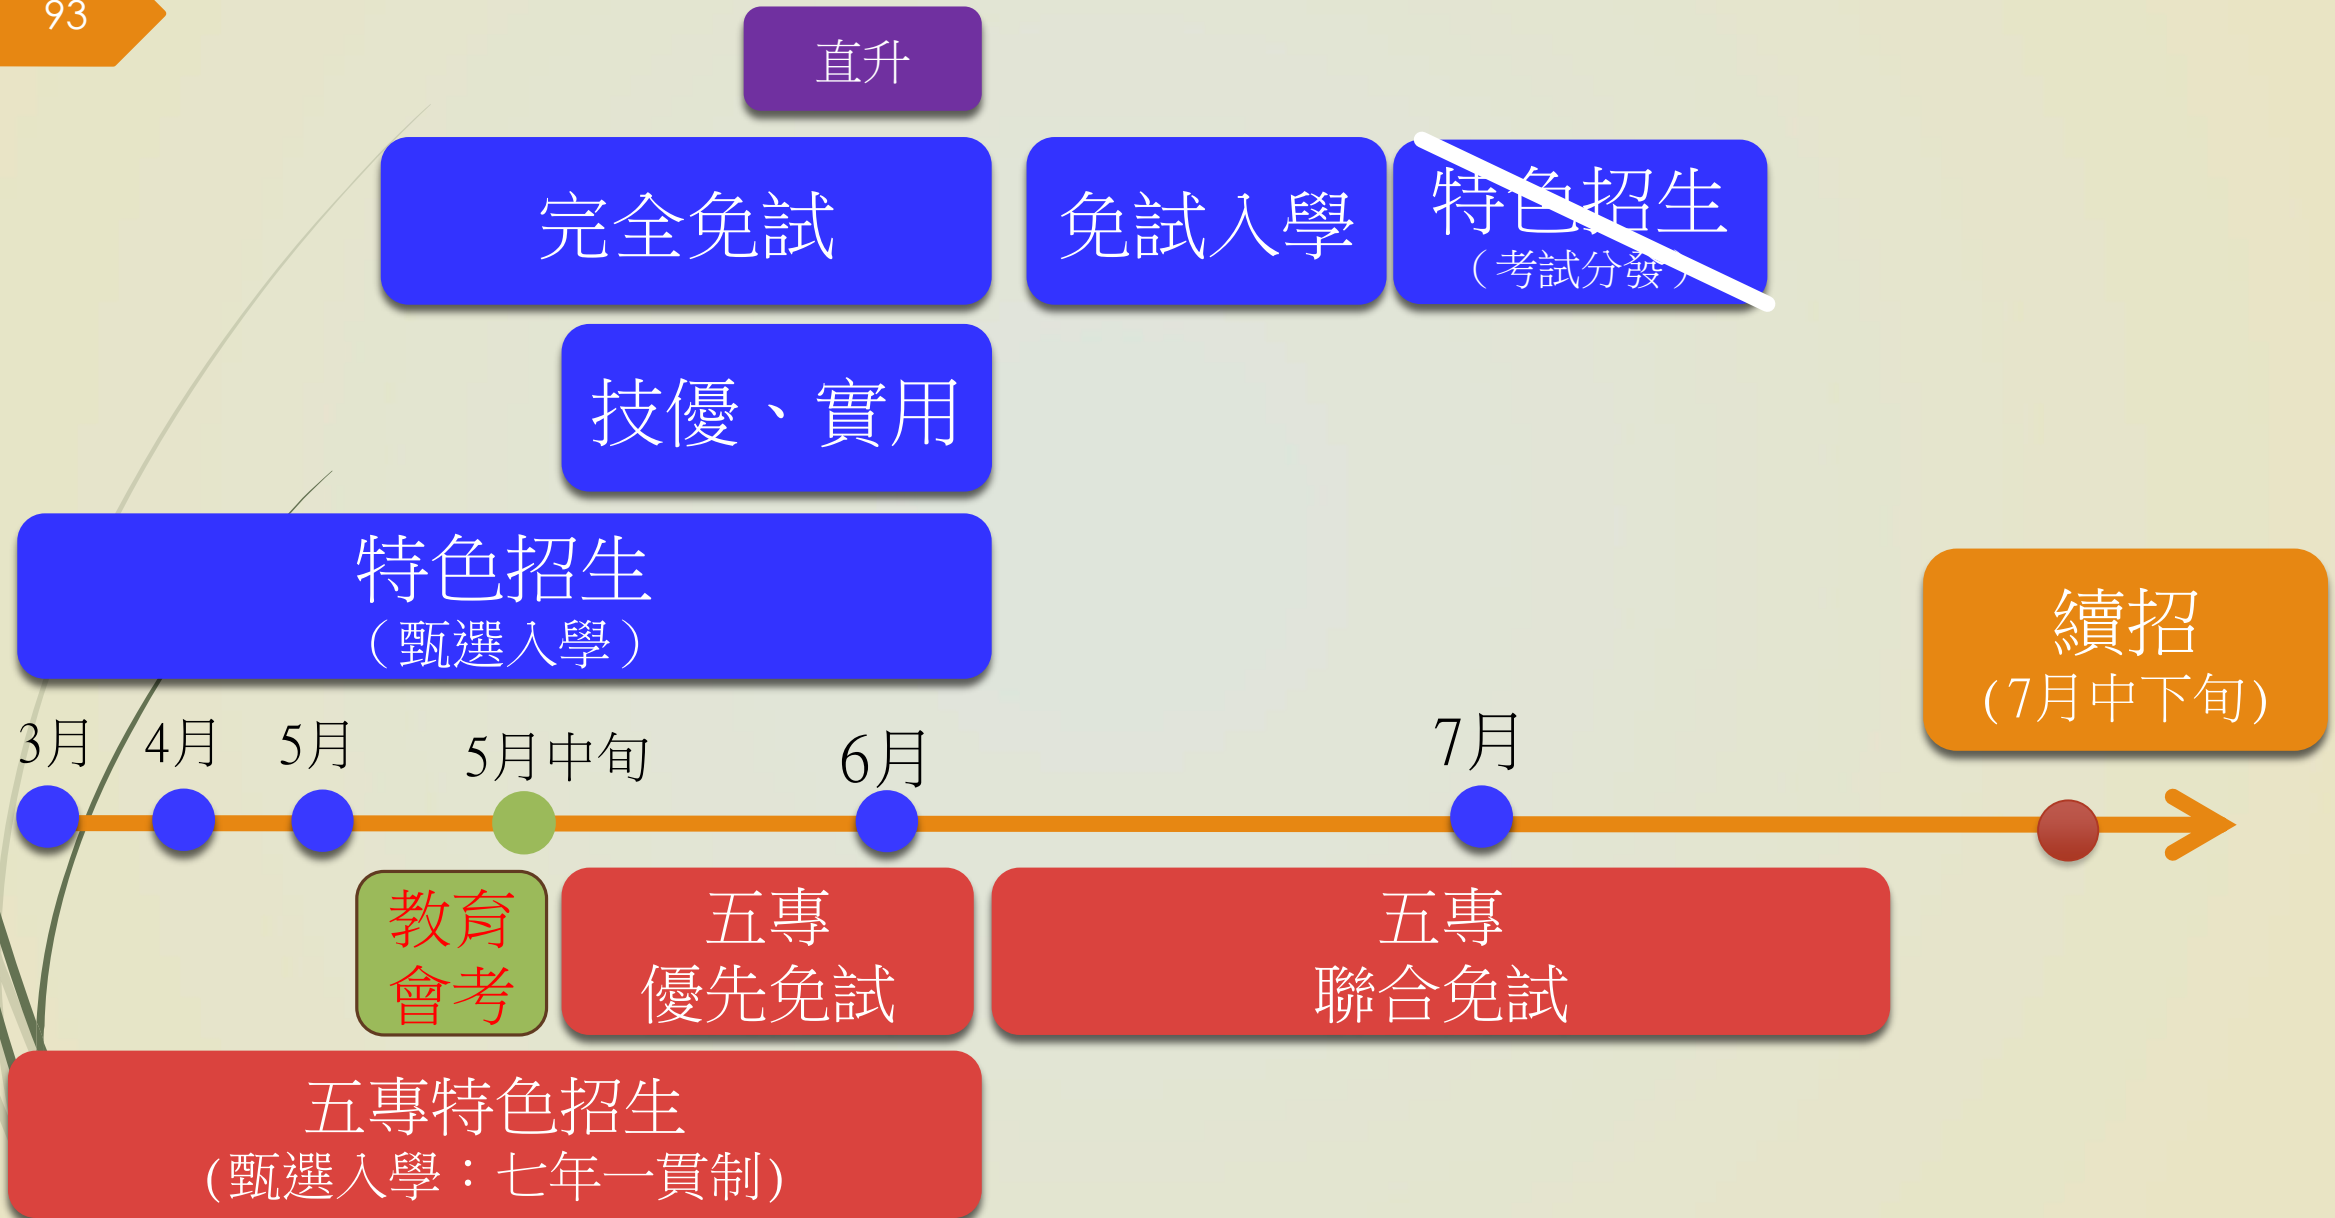 93
直升
完全免試
免試入學
特色招生
（考試分發）
技優、實用
特色招生
（甄選入學）
續招
(7月中下旬)
3月
4月
5月
5月中旬
6月
7月
教育
會考
五專
優先免試
五專
聯合免試
五專特色招生
(甄選入學：七年一貫制)